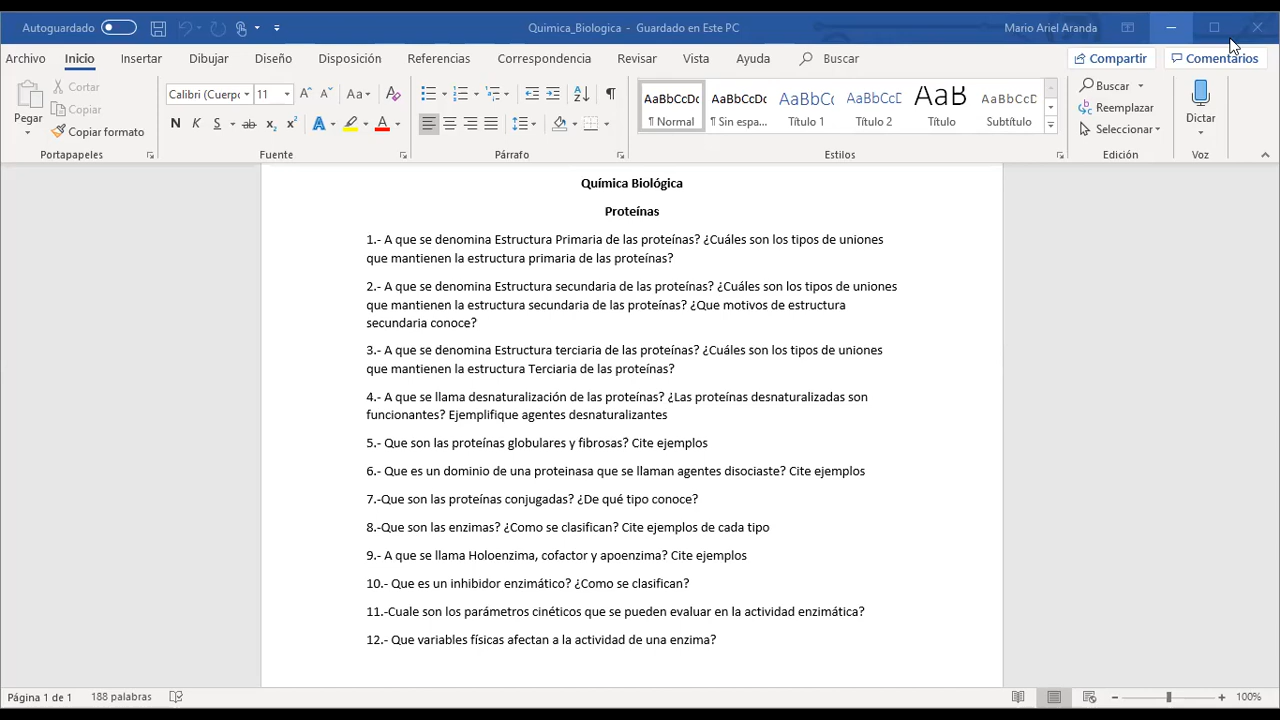 Autoguardado
Quimica_Biologica - Guardado en Este PC
Mario Ariel Aranda
Archivo Inicio Insertar Dibujar Diseño Disposición Referencias Correspondencia Revisar Vista Ayuda Buscar Compartir Comentarios
Pegar
Cortar
Copiar
Copiar formato
Portapapeles
Calibri (Cuerpo 11
Aa
N K S ab x₂ x² A A
Fuente
Párrafo
AaBbCcDc AaBbCcDc AaBbCc AaBbCcD AaB AaBbCcD
¶ Normal ¶ Sin espa... Título 1 Título 2 Título Subtítulo
Estilos
Buscar
Reemplazar
Seleccionar
Edición
Dictar
Voz
Química Biológica
Proteínas
1.- A que se denomina Estructura Primaria de las proteínas? ¿Cuáles son los tipos de uniones
que mantienen la estructura primaria de las proteínas?
2.- A que se denomina Estructura secundaria de las proteínas? ¿Cuáles son los tipos de uniones
que mantienen la estructura secundaria de las proteínas? ¿Que motivos de estructura
secundaria conoce?
3.- A que se denomina Estructura terciaria de las proteínas? ¿Cuáles son los tipos de uniones
que mantienen la estructura Terciaria de las proteínas?
4.- A que se llama desnaturalización de las proteínas? ¿Las proteínas desnaturalizadas son
funcionantes? Ejemplifique agentes desnaturalizantes
5.- Que son las proteínas globulares y fibrosas? Cite ejemplos
6.- Que es un dominio de una proteinasa que se llaman agentes disociaste? Cite ejemplos
7.-Que son las proteínas conjugadas? ¿De qué tipo conoce?
8.-Que son las enzimas? ¿Como se clasifican? Cite ejemplos de cada tipo
9.- A que se llama Holoenzima, cofactor y apoenzima? Cite ejemplos
10.- Que es un inhibidor enzimático? ¿Como se clasifican?
11.-Cuale son los parámetros cinéticos que se pueden evaluar en la actividad enzimática?
12.- Que variables físicas afectan a la actividad de una enzima?
Página 1 de 1 188 palabras
100%